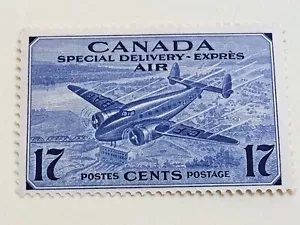 CANADA
SPECIAL DELIVERY-EXPRÈS
AIR
17 17
POSTES CENTS POSTAGE